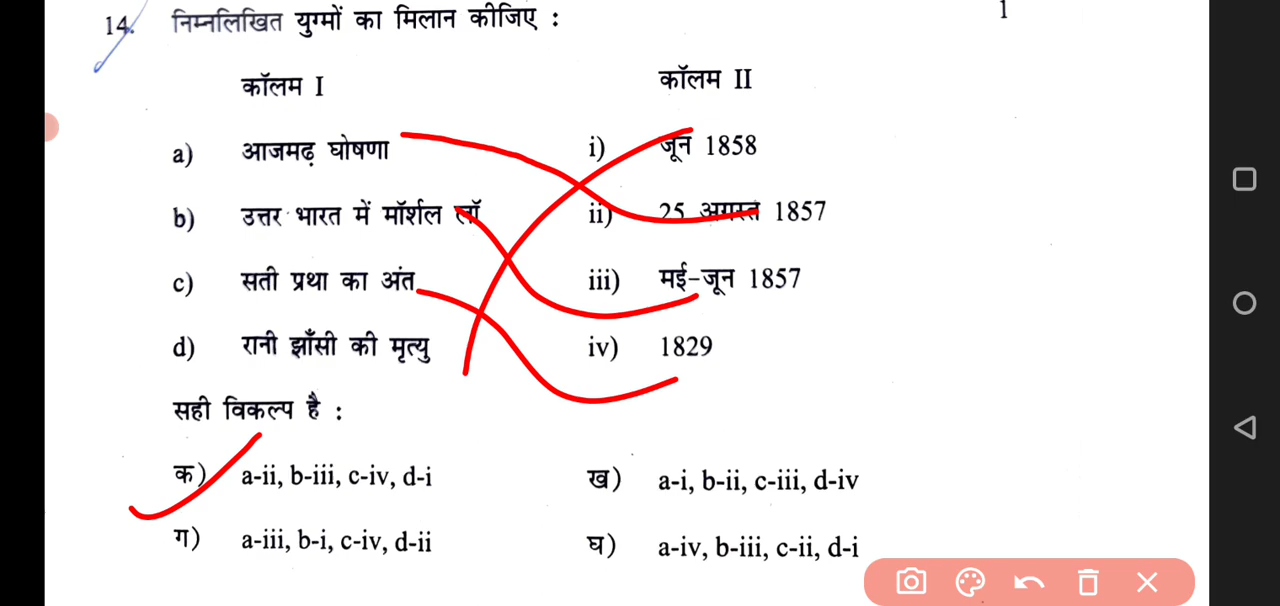 14. निम्नलिखित युग्मों का मिलान कीजिए : 1
कॉलम I कॉलम II
a) आजमढ़ घोषणा i) जून 1858
b) उत्तर भारत में मॉर्शल लॉ ii) 25 अगस्त 1857
c) सती प्रथा का अंत iii) मई-जून 1857
d) रानी झाँसी की मृत्यु iv) 1829
सही विकल्प है :
क) a-ii, b-iii, c-iv, d-i ख) a-i, b-ii, c-iii, d-iv
ग) a-iii, b-i, c-iv, d-ii घ) a-iv, b-iii, c-ii, d-i